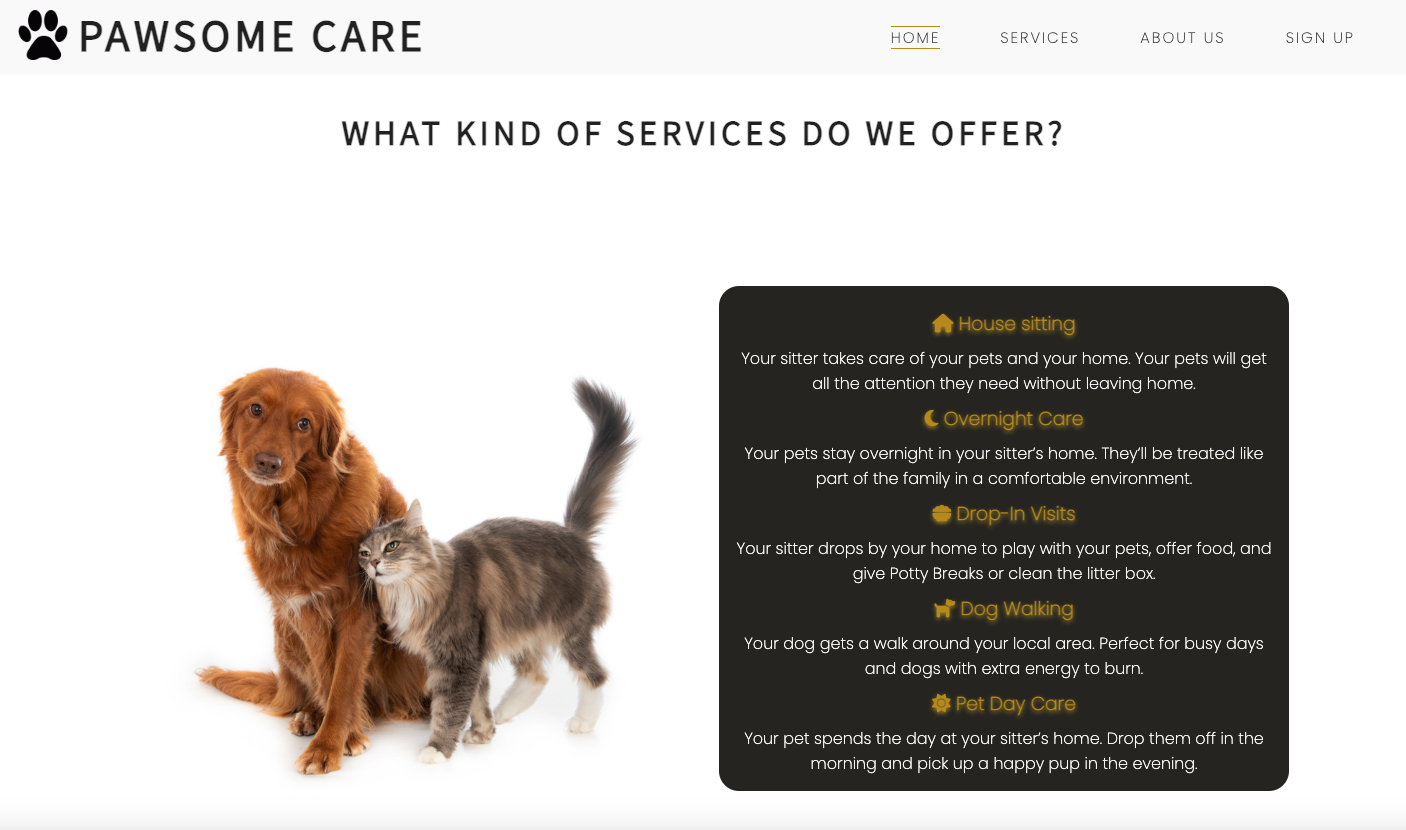 PAWSOME CARE
HOME SERVICES ABOUT US SIGN UP
WHAT KIND OF SERVICES DO WE OFFER?
House sitting
Your sitter takes care of your pets and your home. Your pets will get
all the attention they need without leaving home.
Overnight Care
Your pets stay overnight in your sitter's home. They'll be treated like
part of the family in a comfortable environment.
Drop-In Visits
Your sitter drops by your home to play with your pets, offer food, and
give Potty Breaks or clean the litter box.
Dog Walking
Your dog gets a walk around your local area. Perfect for busy days
and dogs with extra energy to burn.
Pet Day Care
Your pet spends the day at your sitter's home. Drop them off in the
morning and pick up a happy pup in the evening.